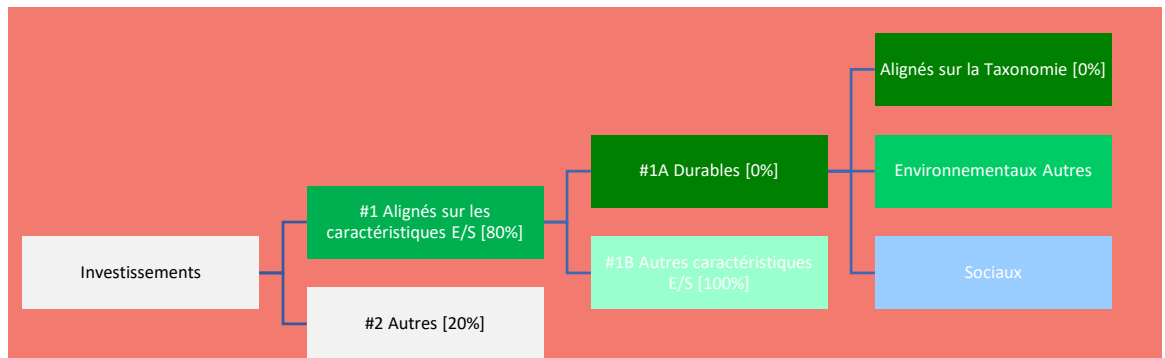 Investissements
#1 Alignés sur les
caractéristiques E/S [80%]
#2 Autres [20%]
#1A Durables [0%]
#1B Autres caractéristiques
E/S [100%]
Alignés sur la Taxonomie [0%]
Environnementaux Autres
Sociaux